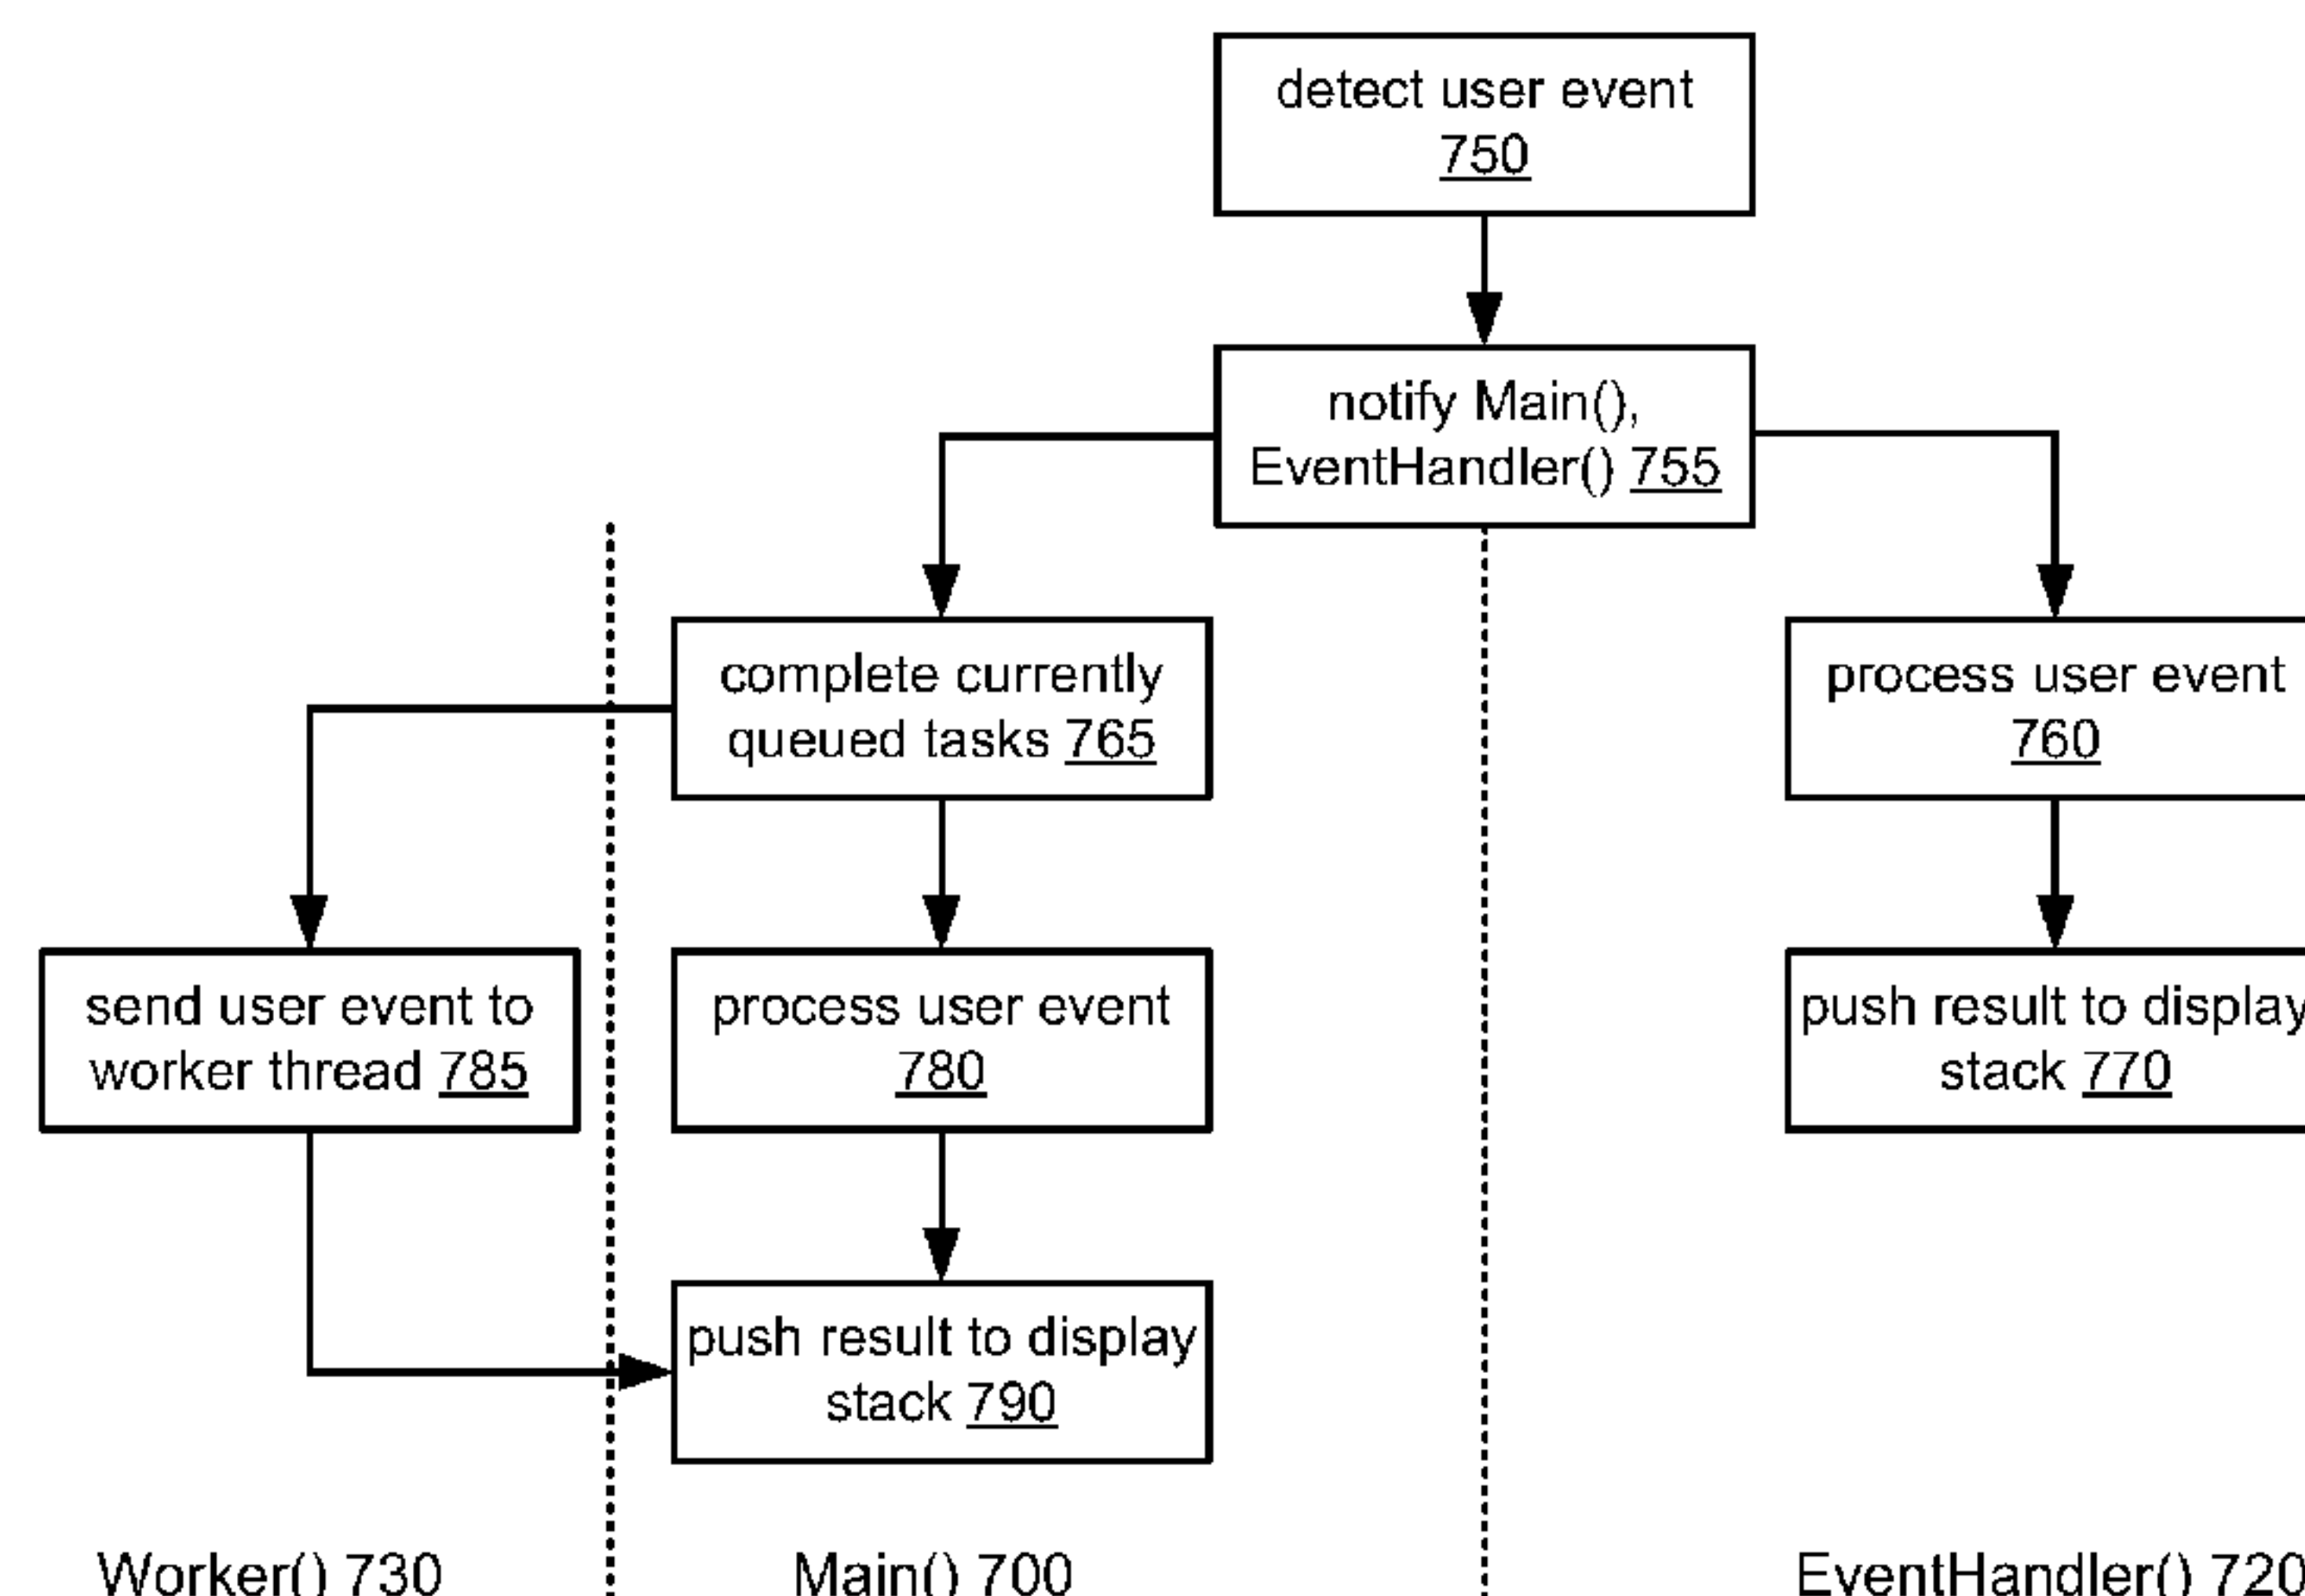 detect user event
750
notify Main(),
EventHandler() 755
complete currently
queued tasks 765
process user event
760
send user event to
worker thread 785
process user event
780
push result to display
stack 770
push result to display
stack 790
Worker() 730
Main() 700
EventHandler() 720